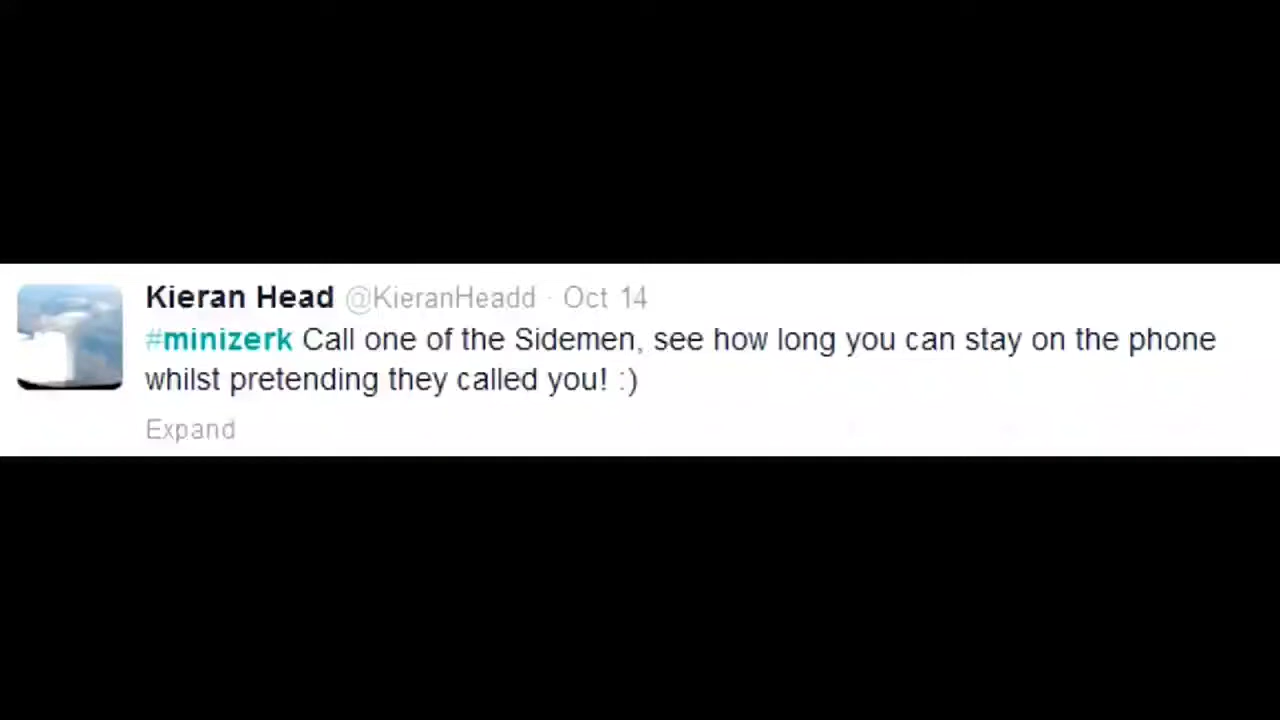 Kieran Head @KieranHeadd · Oct 14
#minizerk Call one of the Sidemen, see how long you can stay on the phone
whilst pretending they called you! :)
Expand